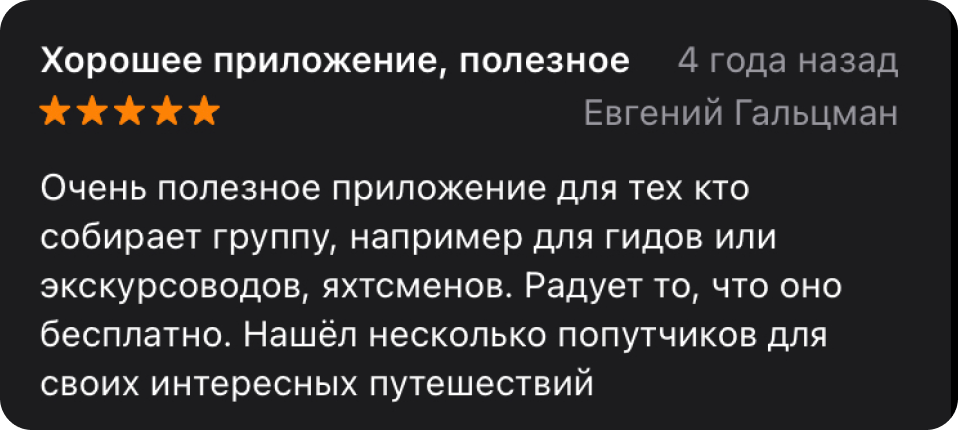 Хорошее приложение, полезное 4 года назад
Евгений Гальцман
Очень полезное приложение для тех кто
собирает группу, например для гидов или
экскурсоводов, яхтсменов. Радует то, что оно
бесплатно. Нашёл несколько попутчиков для
своих интересных путешествий